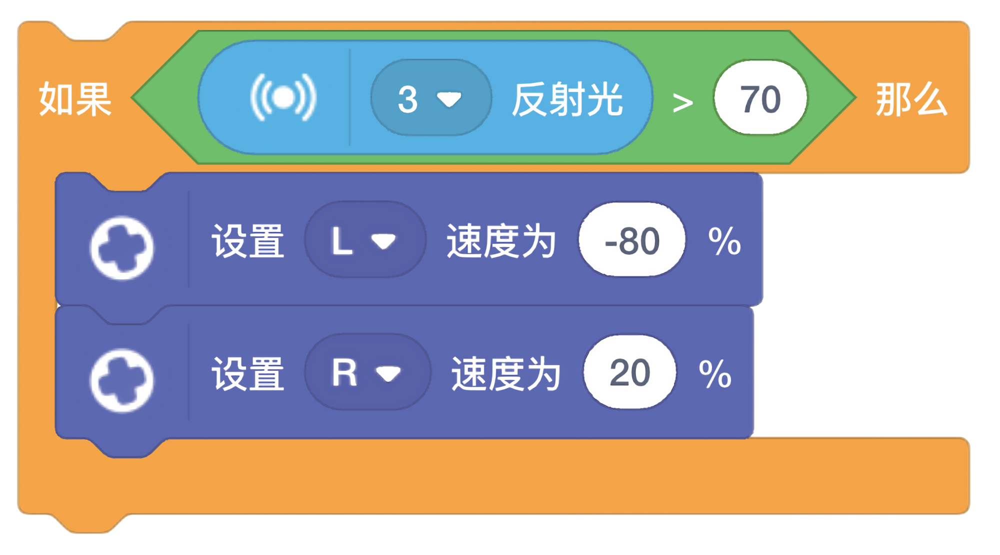 如果 3 反射光 > 70 那么
设置 L 速度为 -80 %
设置 R 速度为 20 %